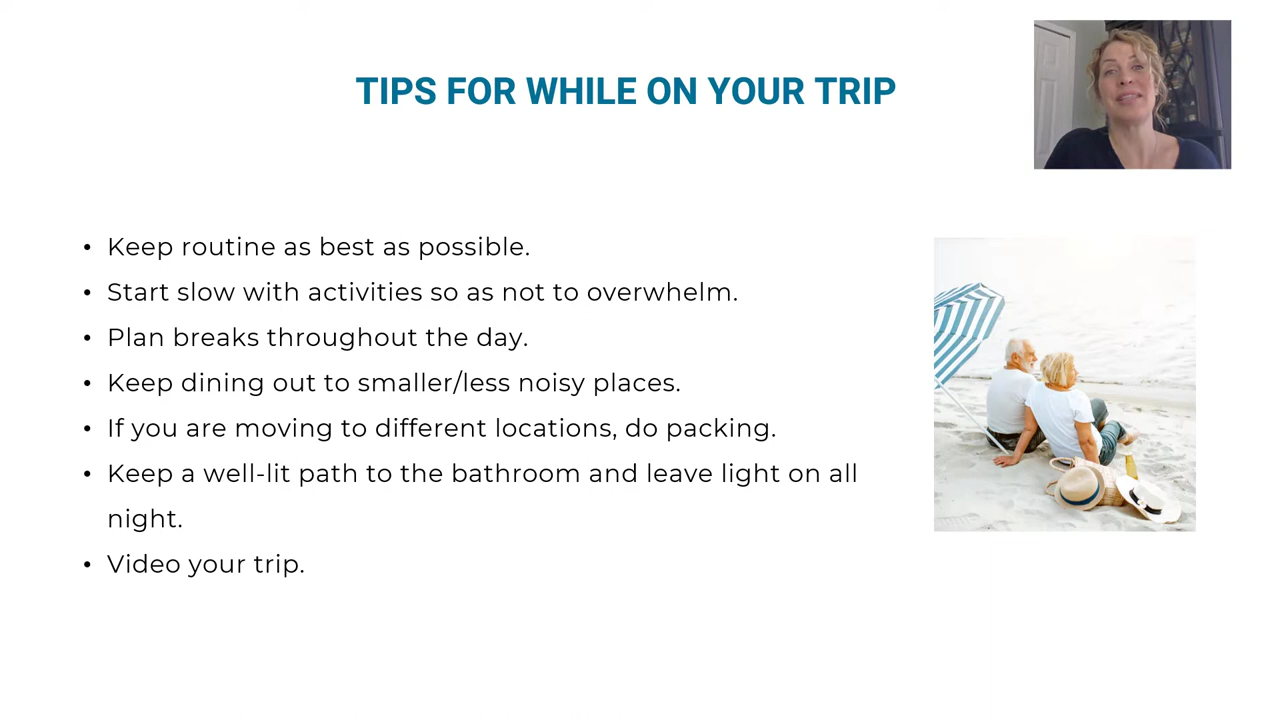 TIPS FOR WHILE ON YOUR TRIP
• Keep routine as best as possible.
• Start slow with activities so as not to overwhelm.
• Plan breaks throughout the day.
• Keep dining out to smaller/less noisy places.
• If you are moving to different locations, do packing.
• Keep a well-lit path to the bathroom and leave light on all
night.
• Video your trip.